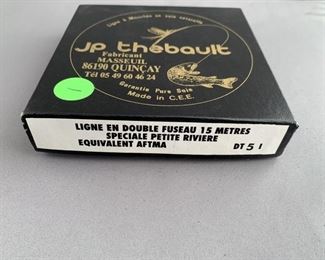 Ligne à Mouches en soie naturelle
JP thébault
Fabricant
MASSEUIL
86190 QUINÇAY
Tél 05 49 60 46 24
Garantie Pure Soie
Made in C.E.E.
LIGNE EN DOUBLE FUSEAU 15 METRES
SPECIALE PETITE RIVIERE
EQUIVALENT AFTMA DT 5 I